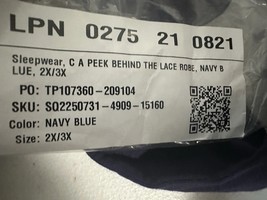 LPN 0275 21 0821
Sleepwear, C A PEEK BEHIND THE LACE ROBE, NAVY B
LUE, 2X/3X
PO: TP107360-209104
SKU: SQ2250731-4909-15160
Color: NAVY BLUE
Size: 2X/3X